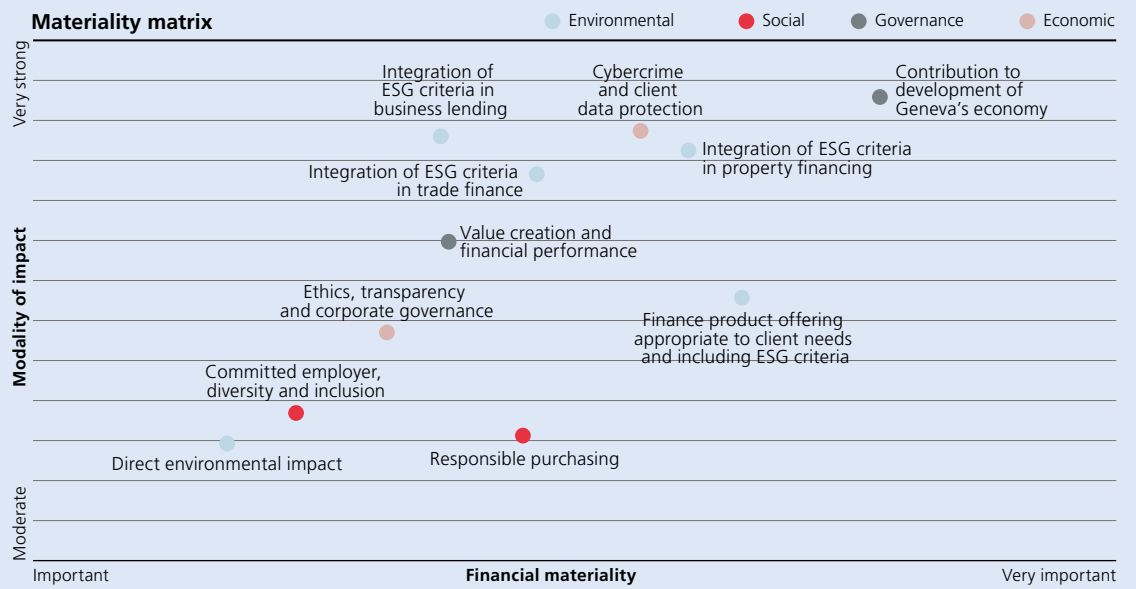 Materiality matrix
Environmental
Social
Governance
Economic
Very strong
Modality of impact
Moderate
Integration of
ESG criteria in
business lending
Cybercrime
and client
data protection
Contribution to
development of
Geneva's economy
Integration of ESG criteria
in property financing
Integration of ESG criteria
in trade finance
Value creation and
financial performance
Ethics, transparency
and corporate governance
Finance product offering
appropriate to client needs
and including ESG criteria
Committed employer,
diversity and inclusion
Direct environmental impact
Responsible purchasing
Important
Financial materiality
Very important